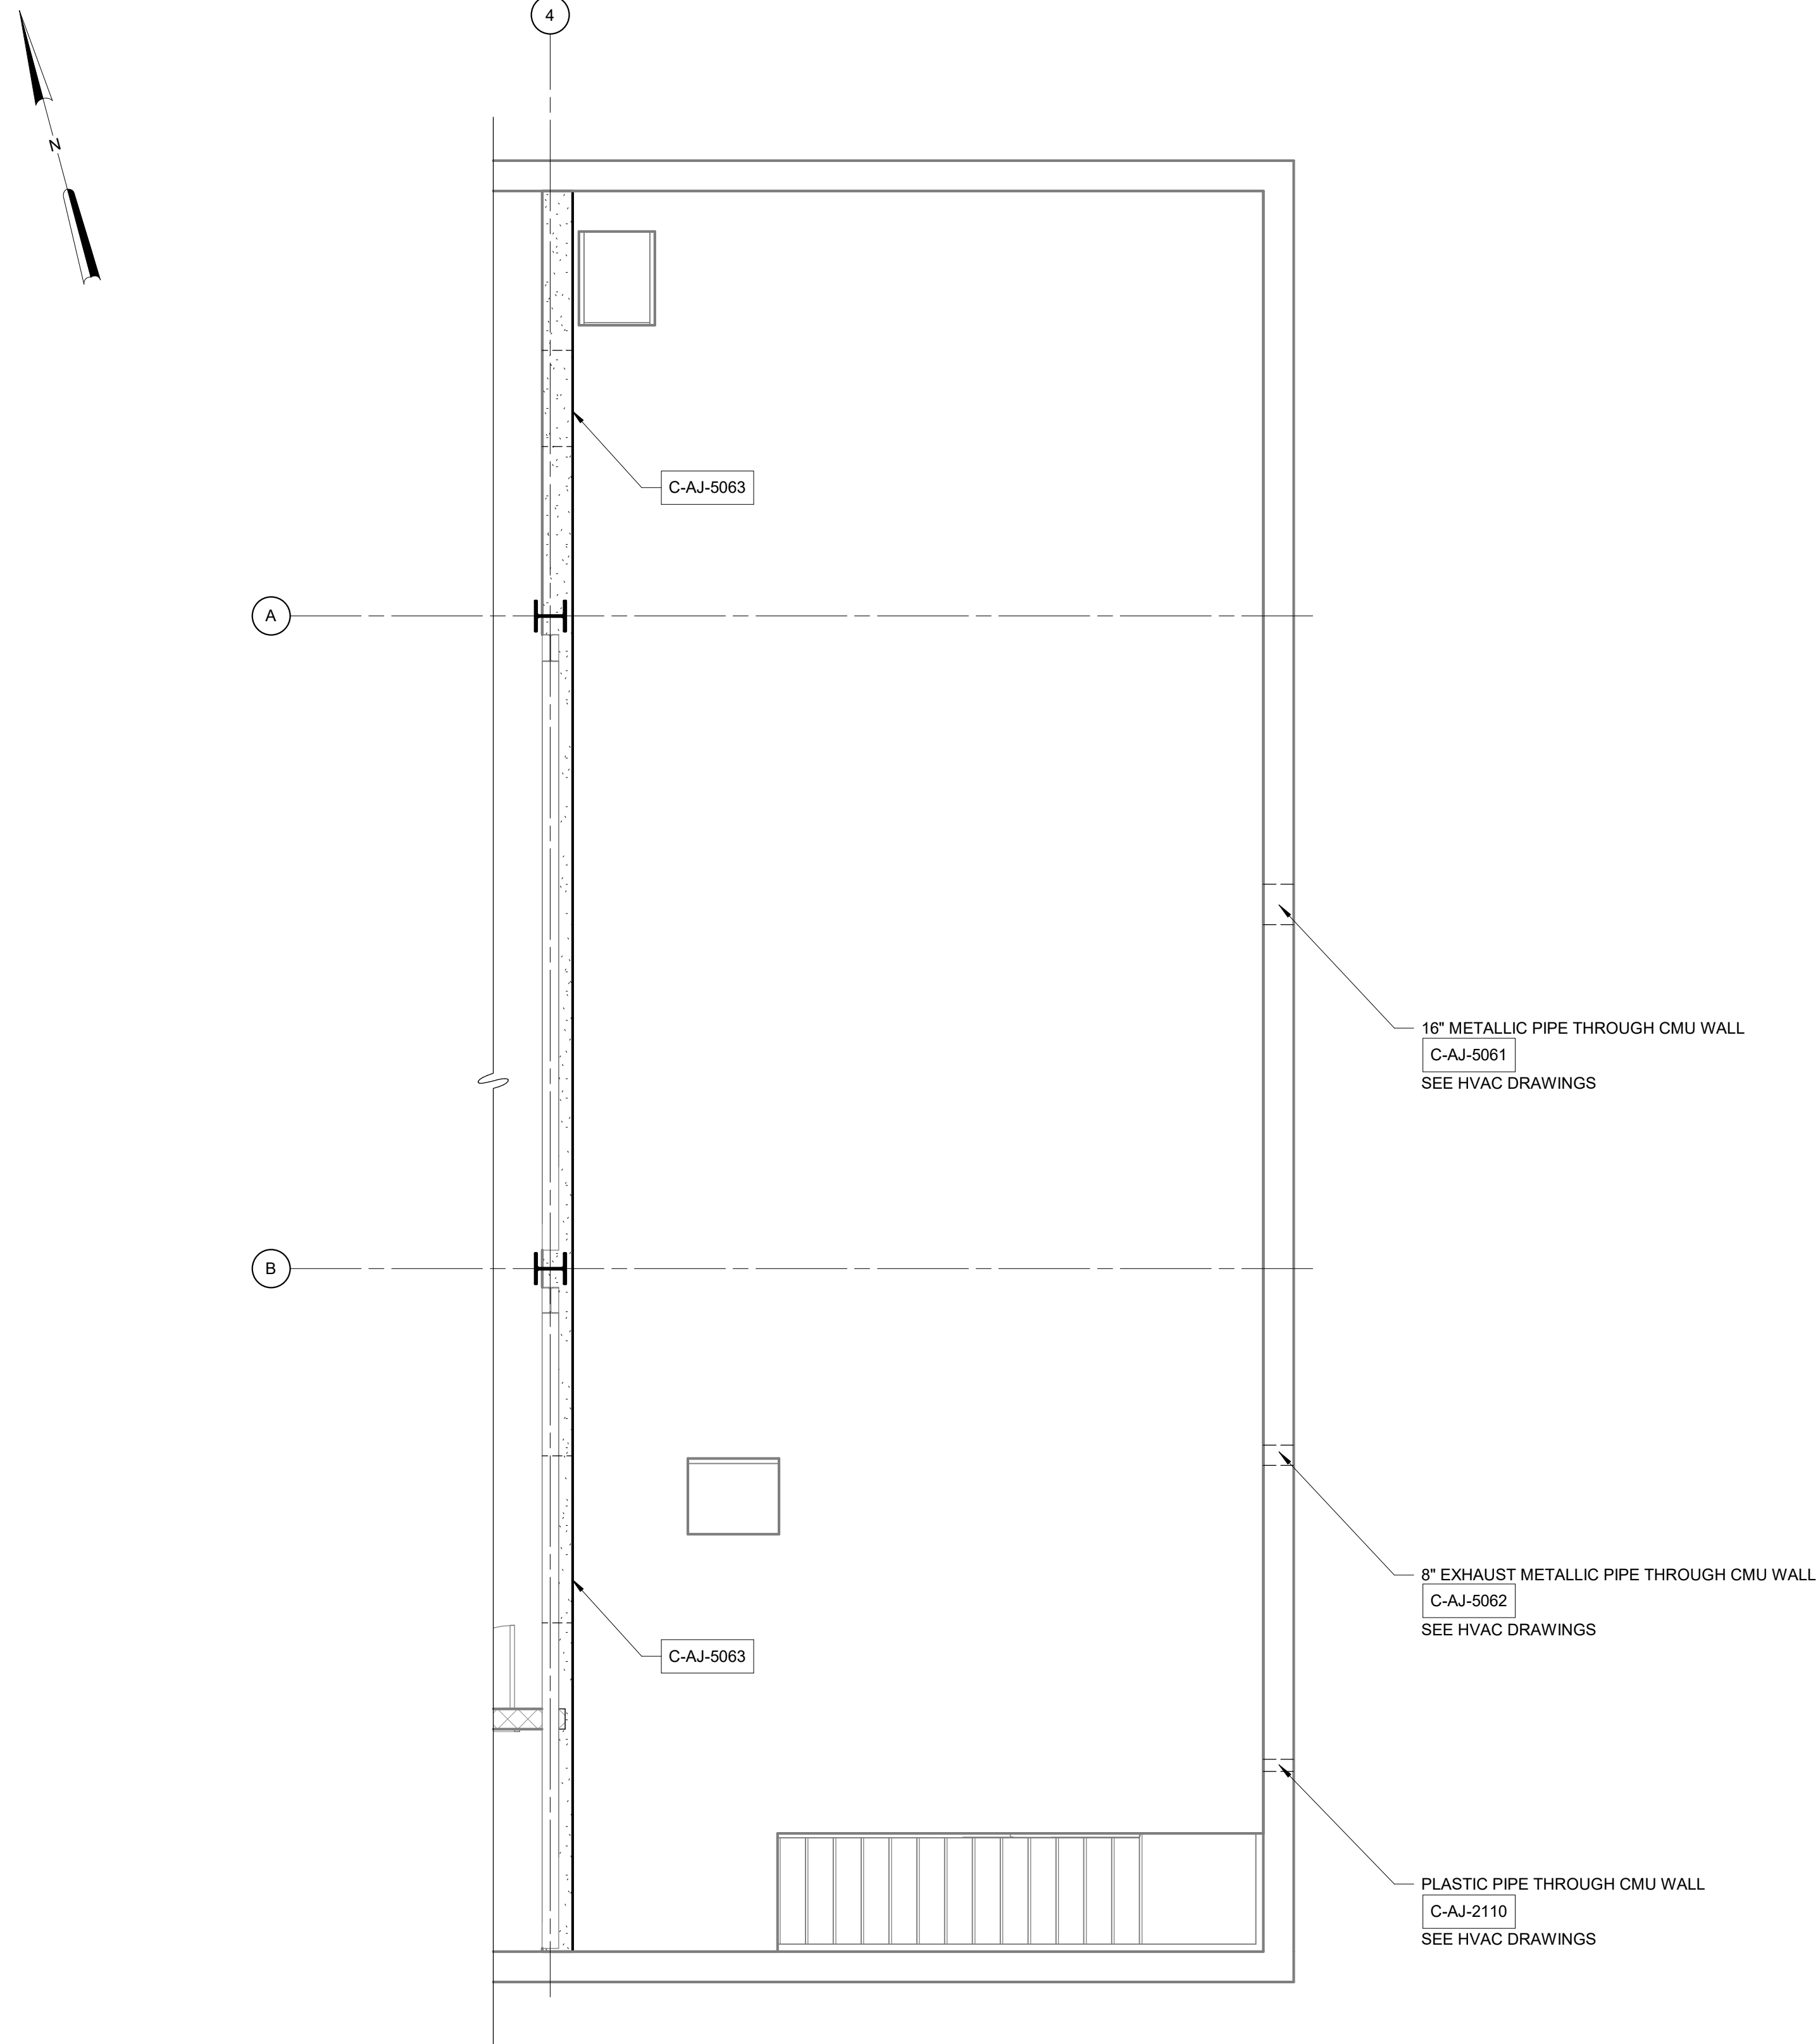 4
N
C-AJ-5063
A
16" METALLIC PIPE THROUGH CMU WALL
C-AJ-5061
SEE HVAC DRAWINGS
B
8" EXHAUST METALLIC PIPE THROUGH CMU WALL
C-AJ-5062
SEE HVAC DRAWINGS
C-AJ-5063
PLASTIC PIPE THROUGH CMU WALL
C-AJ-2110
SEE HVAC DRAWINGS